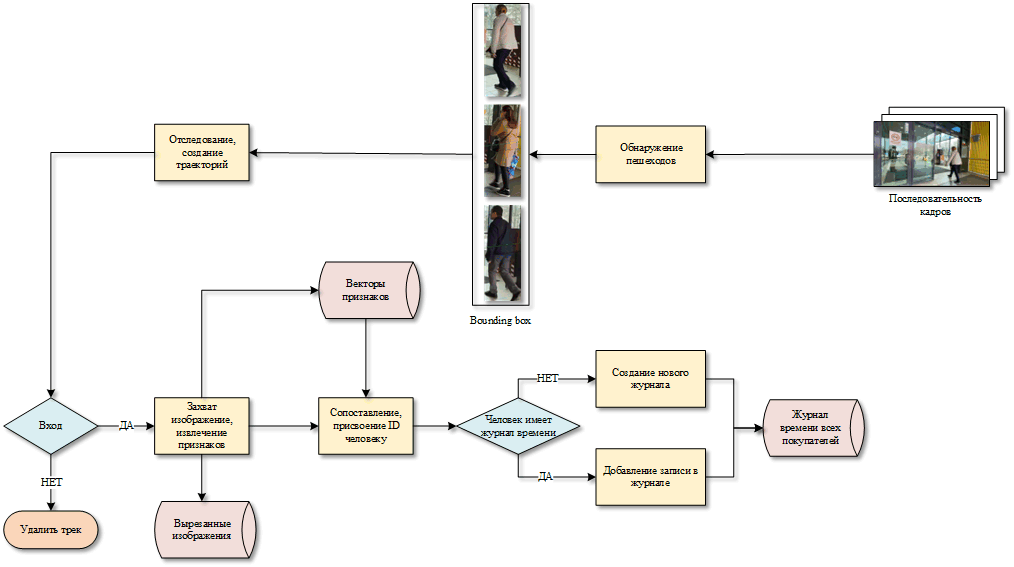 Отследование,
создание
траекторий
Обнаружение
пешеходов
Последовательность
кадров
Bounding box
Векторы
признаков
Вход
ДА
НЕТ
Удалить трек
Захват
изображение,
извлечение
признаков
Вырезанные
изображения
Сопоставление,
присвоение ID
человеку
Человек имеет
журнал времени
НЕТ
ДА
Создание нового
журнала
Добавление записи в
журнале
Журнал
времени всех
покупателей